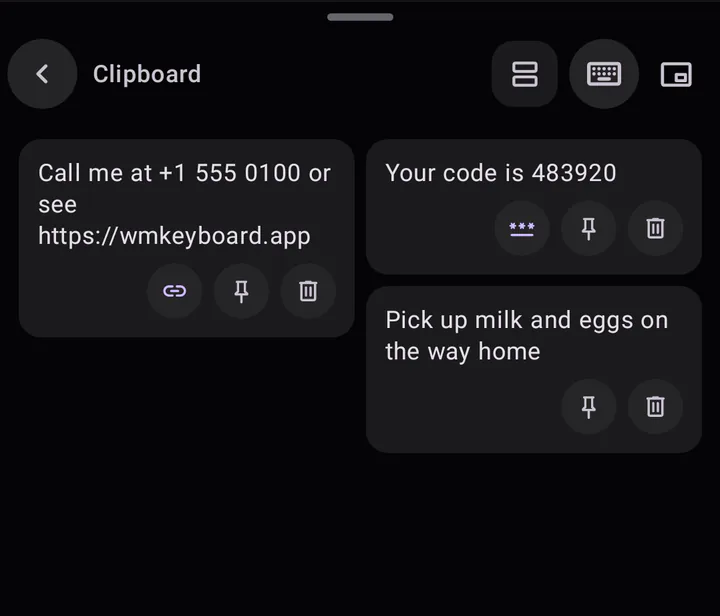 Clipboard
Call me at +1 555 0100 or
see
https://wmkeyboard.app
Your code is 483920
Pick up milk and eggs on
the way home